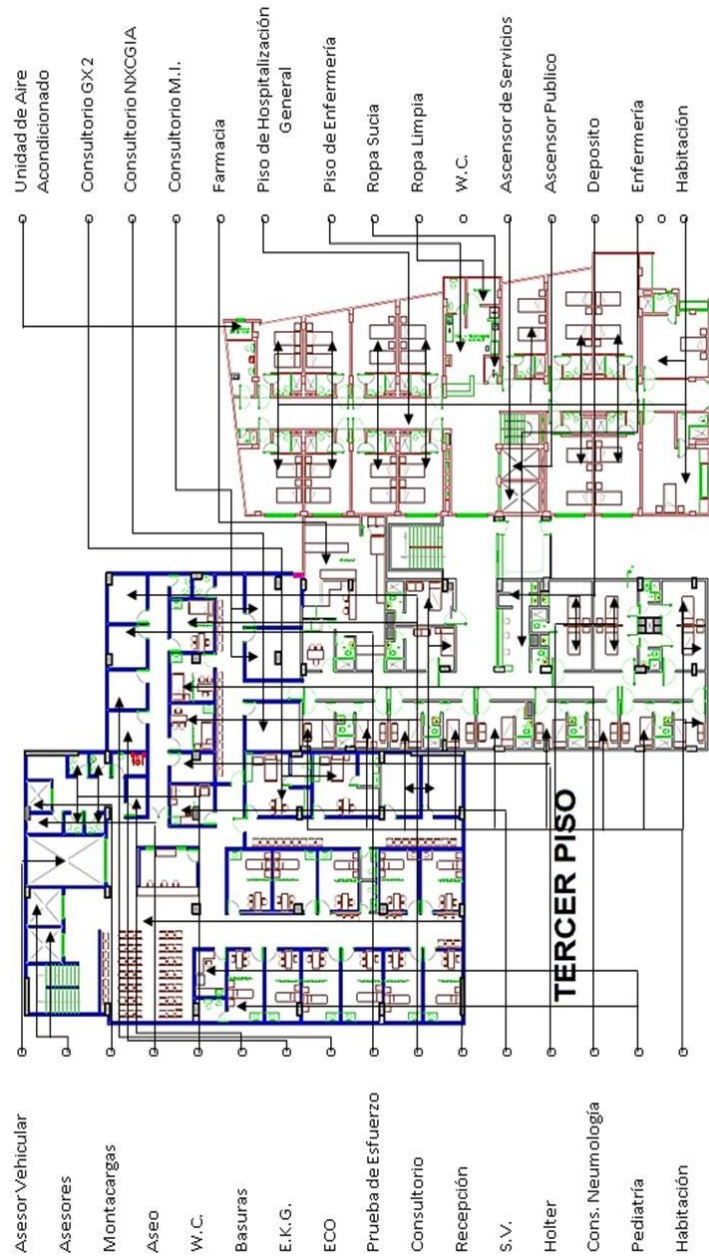 Unidad de Aire
Acondicionado
Consultorio GX2
Consultorio NXCGIA
Consultorio M.I.
Farmacia
Piso de Hospitalización
General
Piso de Enfermería
Ropa Sucia
Ropa Limpia
W.C.
Ascensor de Servicios
Ascensor Publico
Deposito
Enfermería
Habitación
TERCER PISO
Asesor Vehicular
Asesores
Montacargas
Aseo
W.C.
Basuras
E.K.G.
ECO
Prueba de Esfuerzo
Consultorio
Recepción
S.V.
Holter
Cons. Neumología
Pediatría
Habitación